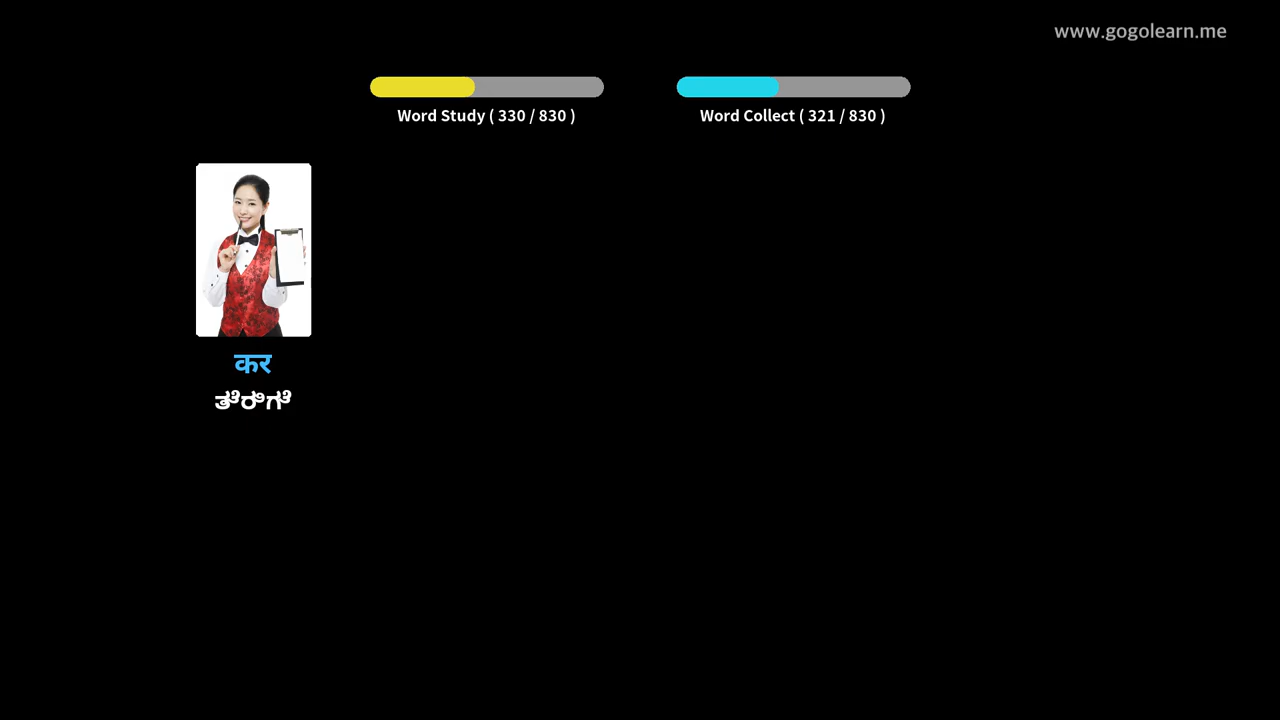 www.gogolearn.me
Word Study ( 330 / 830 )
Word Collect ( 321 / 830 )
कर
ತೆರಿಗೆ